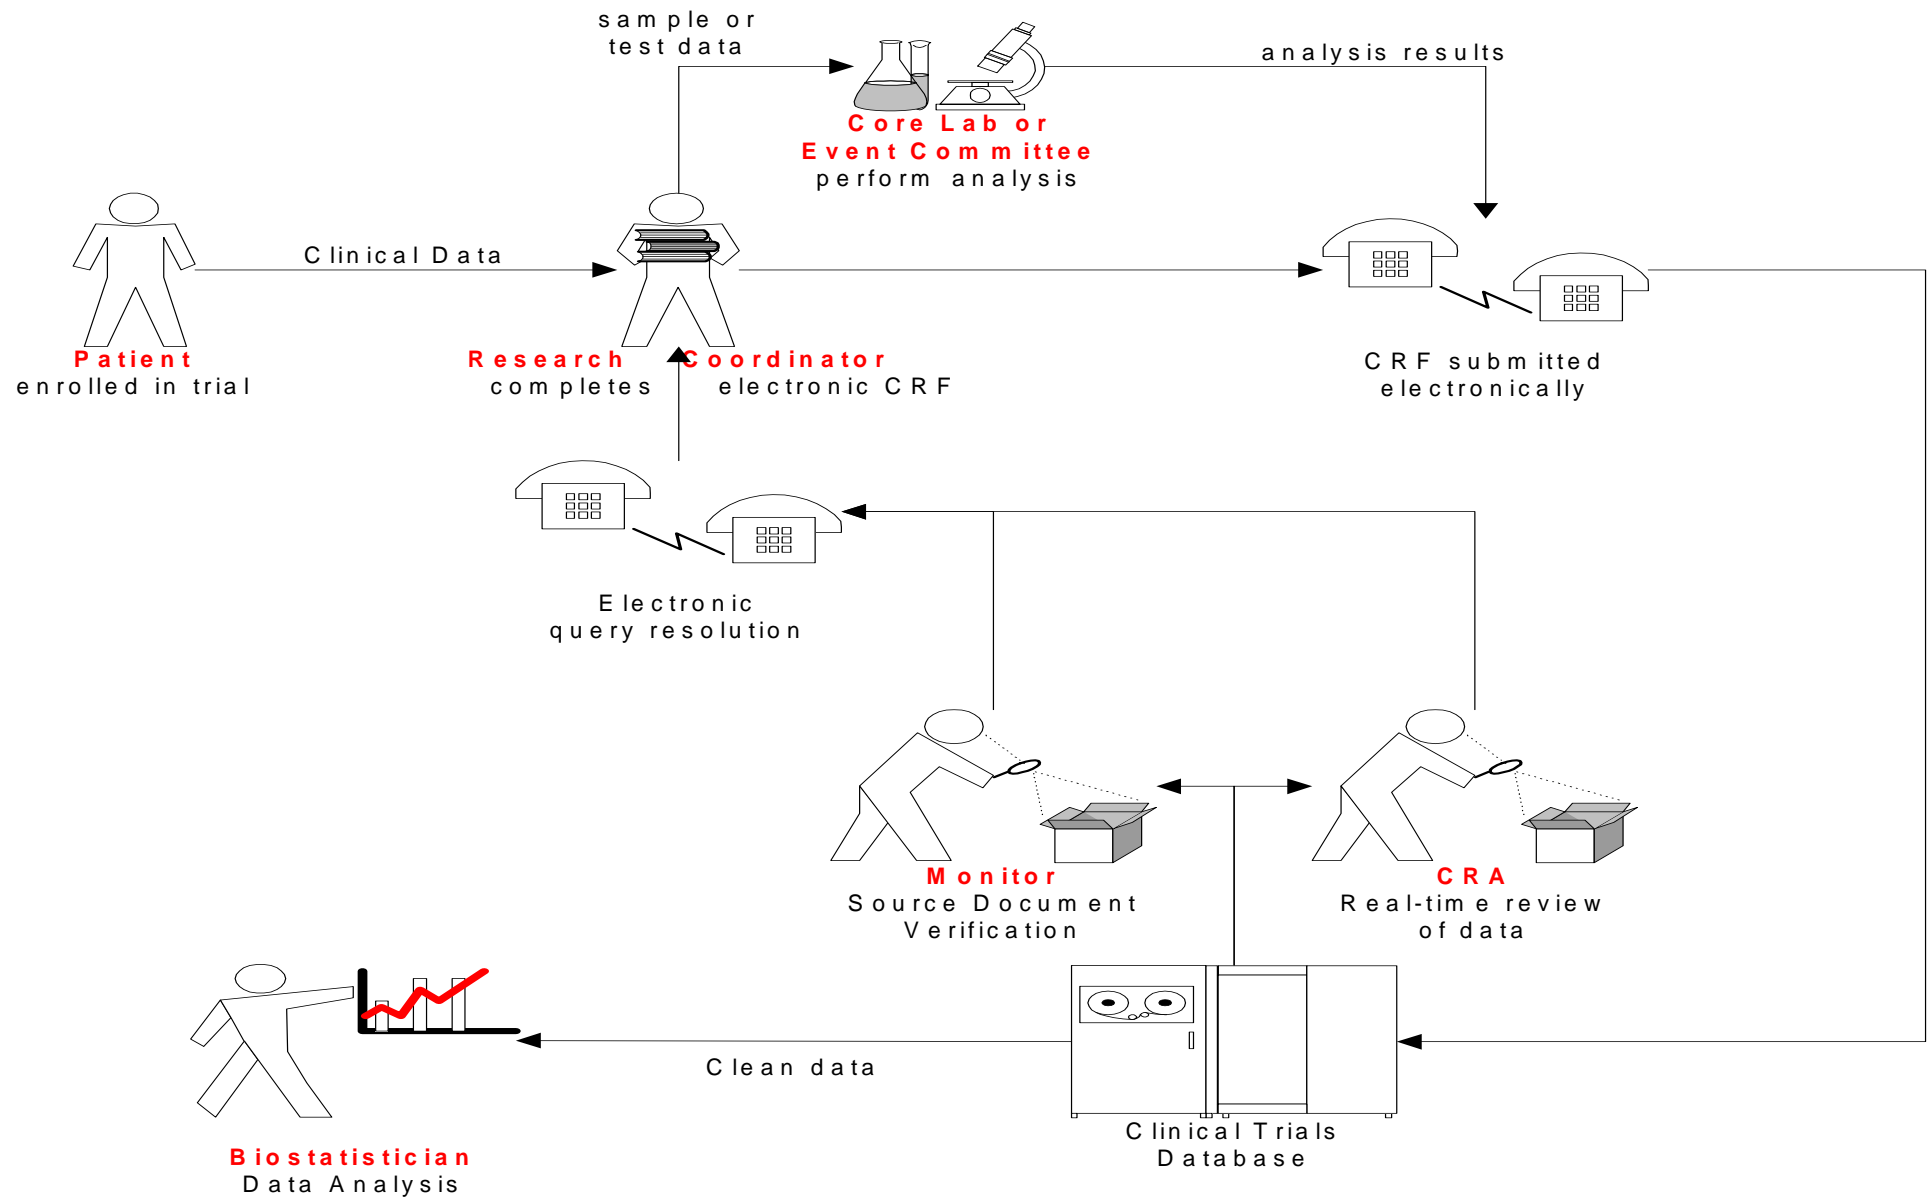 sample or
test data
analysis results
Core Lab or
Event Committee
perform analysis
Clinical Data
Patient
enrolled in trial
Research Coordinator
completes electronic CRF
CRF submitted
electronically
Electronic
query resolution
Monitor
Source Document
Verification
CRA
Real-time review
of data
Clean data
Clinical Trials
Database
Biostatistician
Data Analysis